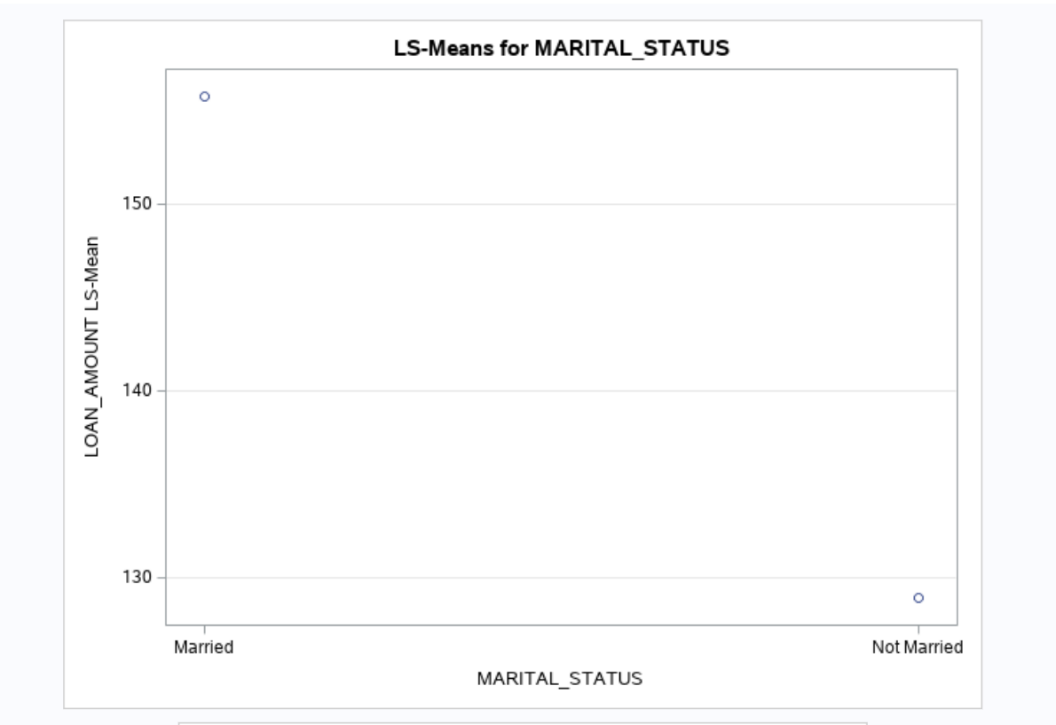 LS-Means for MARITAL_STATUS
150
140
130
LOAN_AMOUNT LS-Mean
Married
Not Married
MARITAL_STATUS